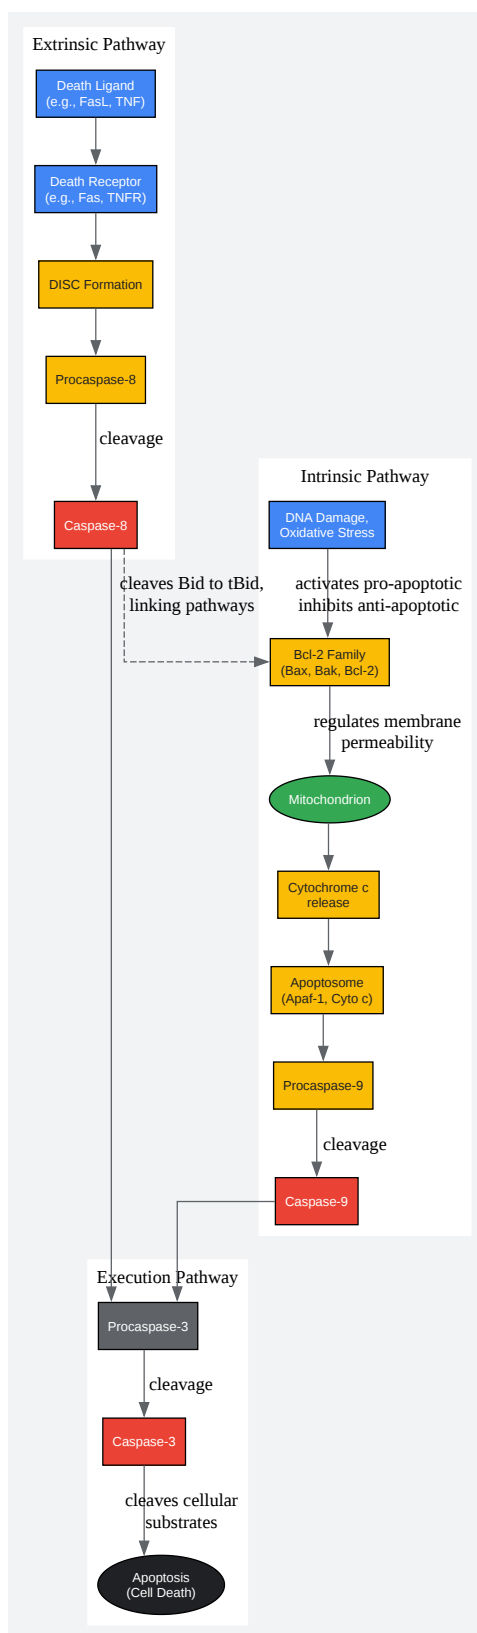 Extrinsic Pathway
Death Ligand
(e.g., FasL, TNF)
Death Receptor
(e.g., Fas, TNFR)
DISC Formation
Procaspase-8
cleavage
Caspase-8
cleaves Bid to tBid,
linking pathways
Intrinsic Pathway
DNA Damage,
Oxidative Stress
activates pro-apoptotic
inhibits anti-apoptotic
Bcl-2 Family
(Bax, Bak, Bcl-2)
regulates membrane
permeability
Mitochondrion
Cytochrome c
release
Apoptosome
(Apaf-1, Cyto c)
Procaspase-9
cleavage
Caspase-9
Execution Pathway
Procaspase-3
cleavage
Caspase-3
cleaves cellular
substrates
Apoptosis
(Cell Death)